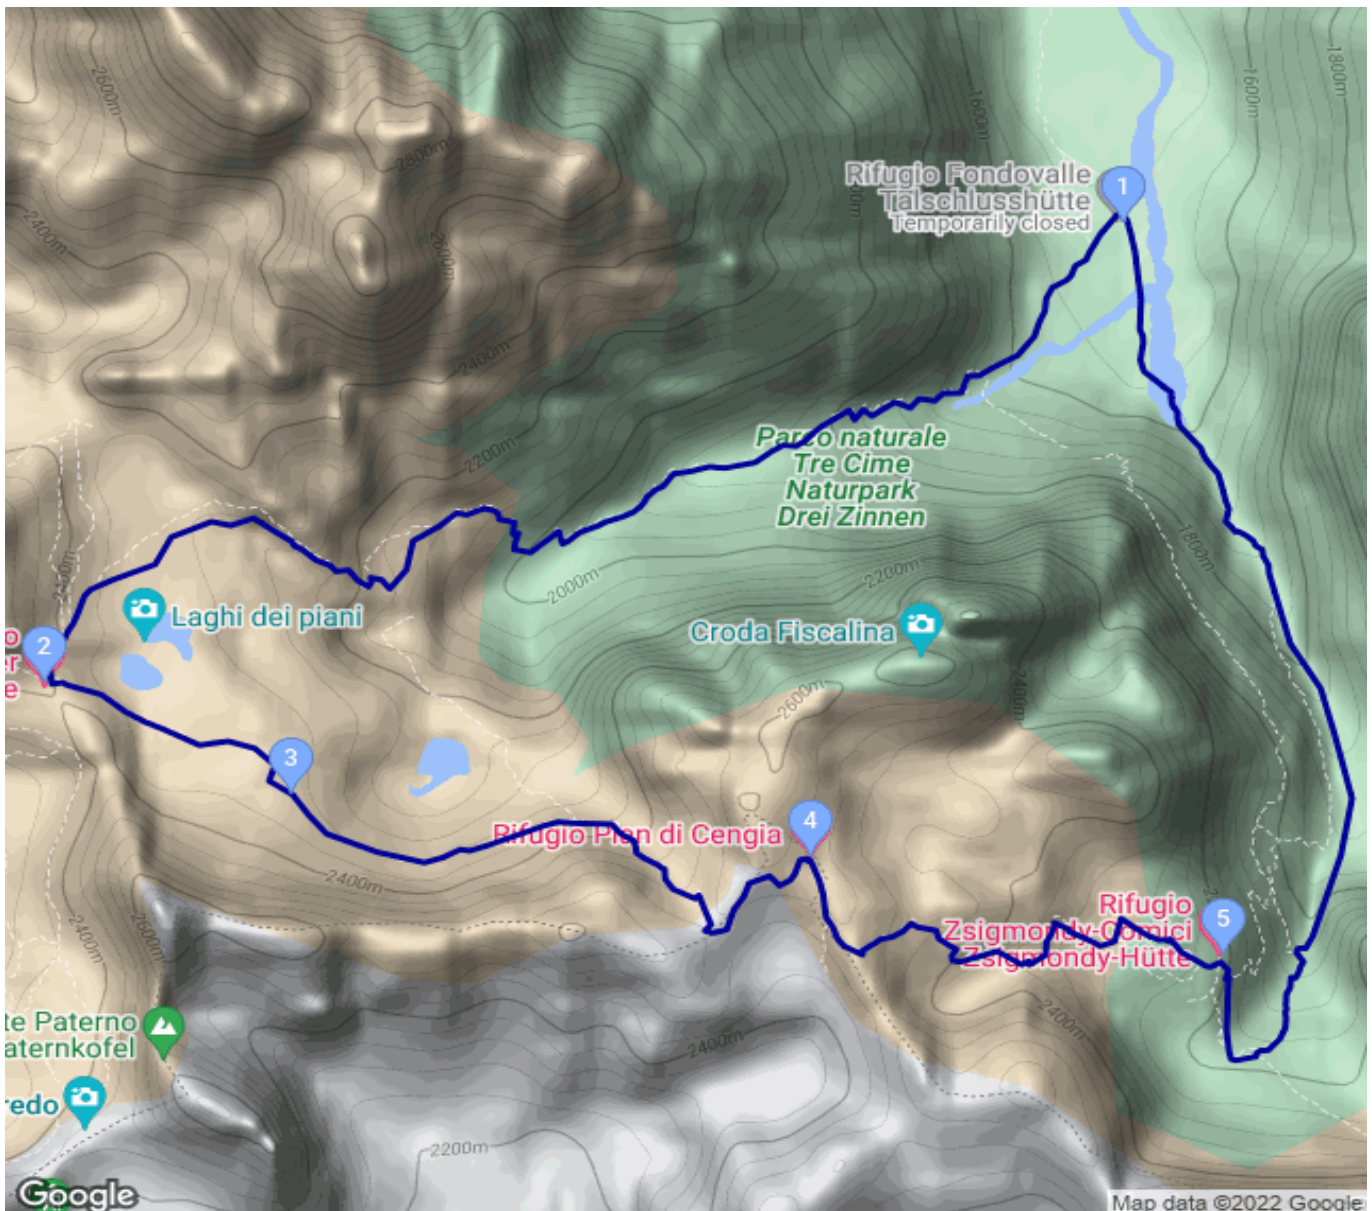 2600m
1800m
1600m
1600m
2800m
Rifugio Fondovalle
Talschlusshütte
Temporarily closed
1
2400m
2600m
2400m
2200m
Parco naturale
Tre Cime
Naturpark
Drei Zinnen
1800m
2400m
2000m
2200m
Laghi dei piani
Croda Fiscalina
o
2
er
e
2400m
2600m
3
4
Rifugio Pian di Cengia
2400m
Rifugio
5
Zsigmondy-Comici
Zsigmondy-Hütte
2400m
2600m
te Paterno
aternkofel
2400m
2400m
redo
2200m
Google
Map data ©2022 Google